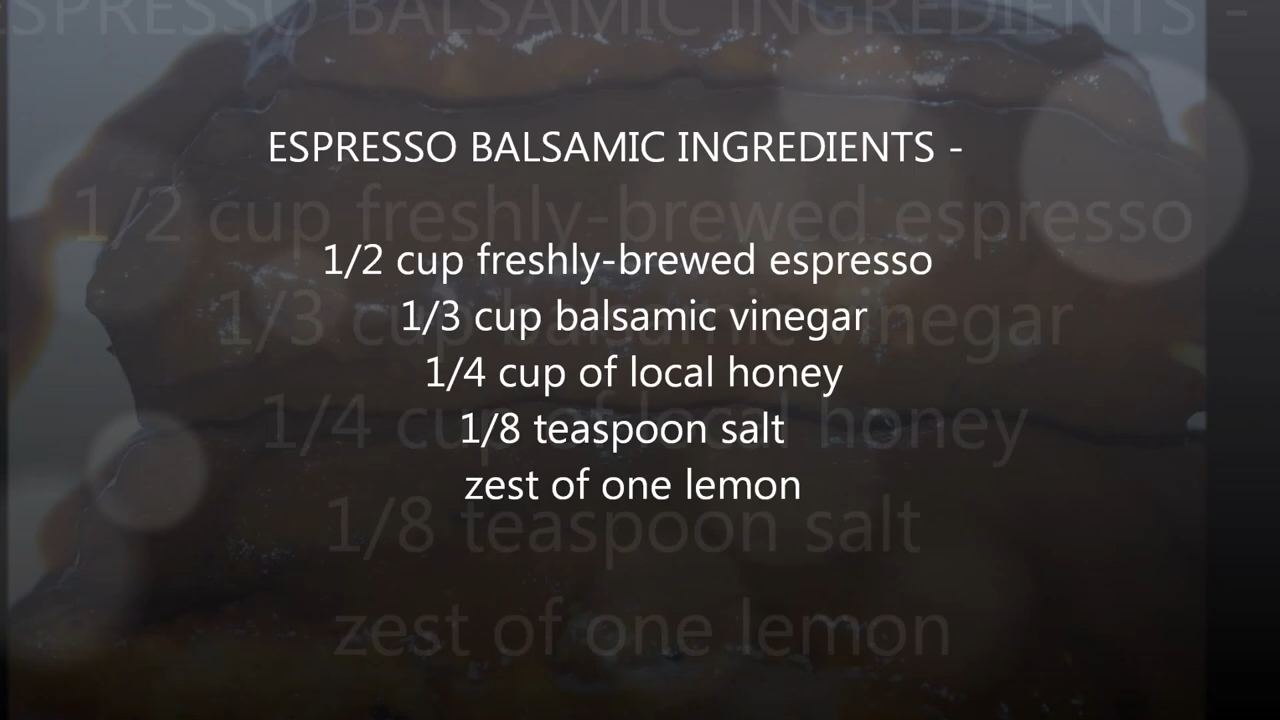 ESPRESSO BALSAMIC INGREDIENTS -
1/2 cup freshly-brewed espresso
1/3 cup balsamic vinegar
1/4 cup of local honey
1/8 teaspoon salt
zest of one lemon